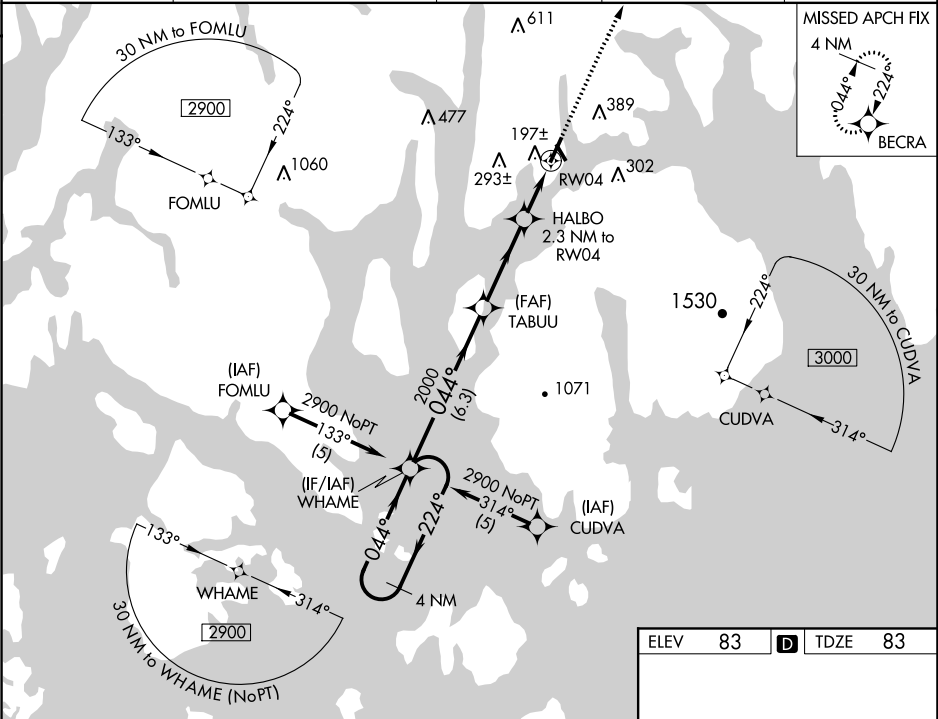 MISSED APCH FIX
4 NM
044°
224°
BECRA
611
30 NM to FOMLU
2900
224°
133°
FOMLU
1060
477
389
197±
293±
302
RW04
HALBO
2.3 NM to
RW04
(FAF)
TABUU
1530
224°
30 NM to CUDVA
3000
CUDVA
314°
1071
2000
044°
(6.3)
(IAF)
FOMLU
2900 NoPT
133°
(5)
(IF/IAF)
WHAME
2900 NoPT
314°
(5)
(IAF)
CUDVA
044°
224°
4 NM
133°
WHAME
314°
2900
30 NM to WHAME (NoPT)
ELEV 83 D TDZE 83